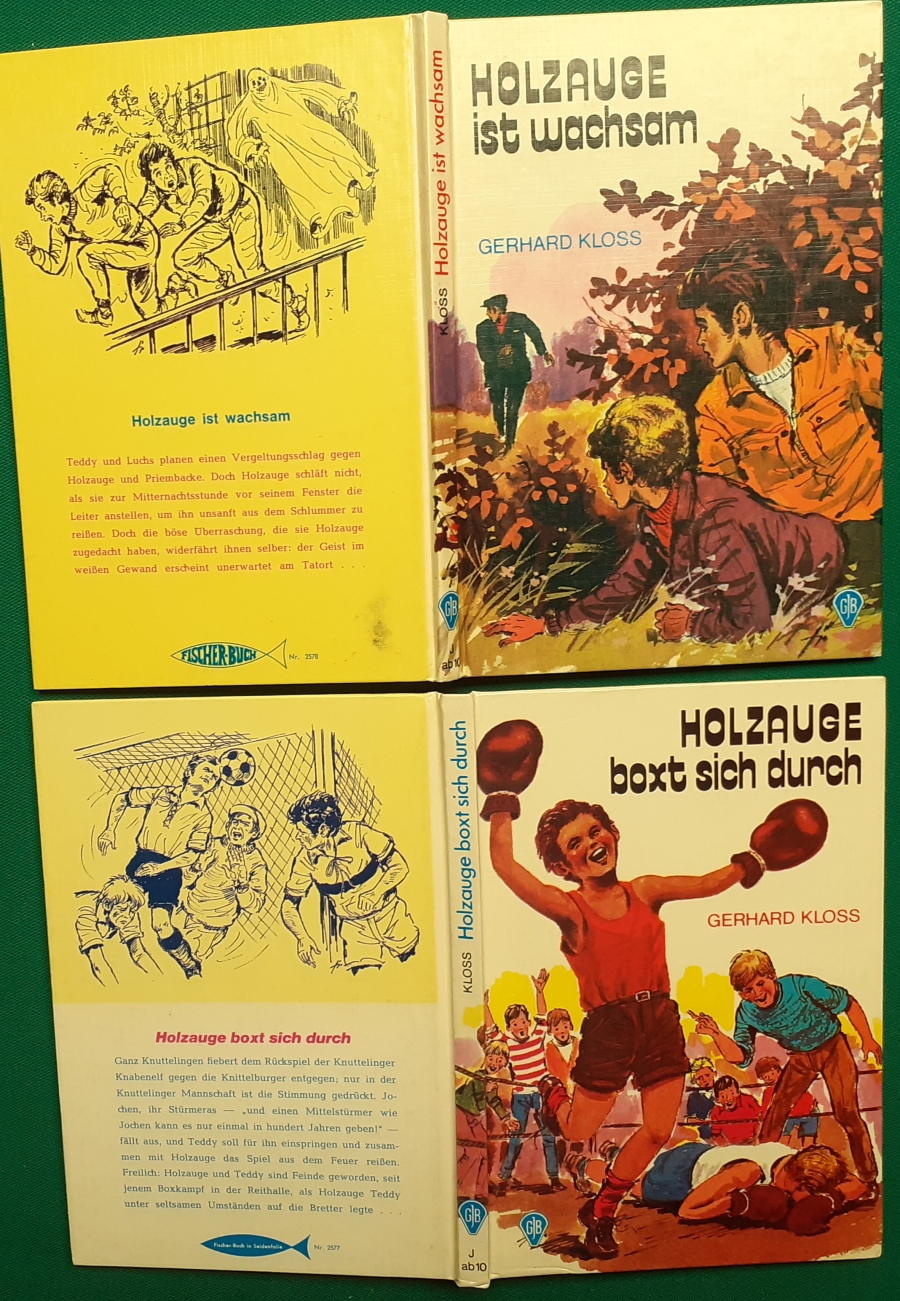 HOLZAUGE
ist wachsam
GERHARD KLOSS
GJB
KLOSS Holzauge ist wachsam
GJB
J
ab 10
Holzauge ist wachsam
Teddy und Luchs planen einen Vergeltungsschlag gegen
Holzauge und Priembacke. Doch Holzauge schläft nicht,
als sie zur Mitternachtsstunde vor seinem Fenster die
Leiter anstellen, um ihn unsanft aus dem Schlummer zu
reißen. Doch die böse Überraschung, die sie Holzauge
zugedacht haben, widerfährt ihnen selber: der Geist im
weißen Gewand erscheint unerwartet am Tatort . . .
FISCHER-BUCH Nr. 2578
HOLZAUGE
boxt sich durch
GERHARD KLOSS
GJB
KLOSS Holzauge boxt sich durch
GJB
J
ab 10
Holzauge boxt sich durch
Ganz Knuttelingen fiebert dem Rückspiel der Knuttelinger
Knabenelf gegen die Knittelburger entgegen; nur in der
Knuttelinger Mannschaft ist die Stimmung gedrückt. Jo-
chen, ihr Stürmeras — „und einen Mittelstürmer wie
Jochen kann es nur einmal in hundert Jahren geben!" —
fällt aus, und Teddy soll für ihn einspringen und zusam-
men mit Holzauge das Spiel aus dem Feuer reißen.
Freilich: Holzauge und Teddy sind Feinde geworden, seit
jenem Boxkampf in der Reithalle, als Holzauge Teddy
unter seltsamen Umständen auf die Bretter legte . . .
Fischer-Buch in Seidenfolie Nr. 2577